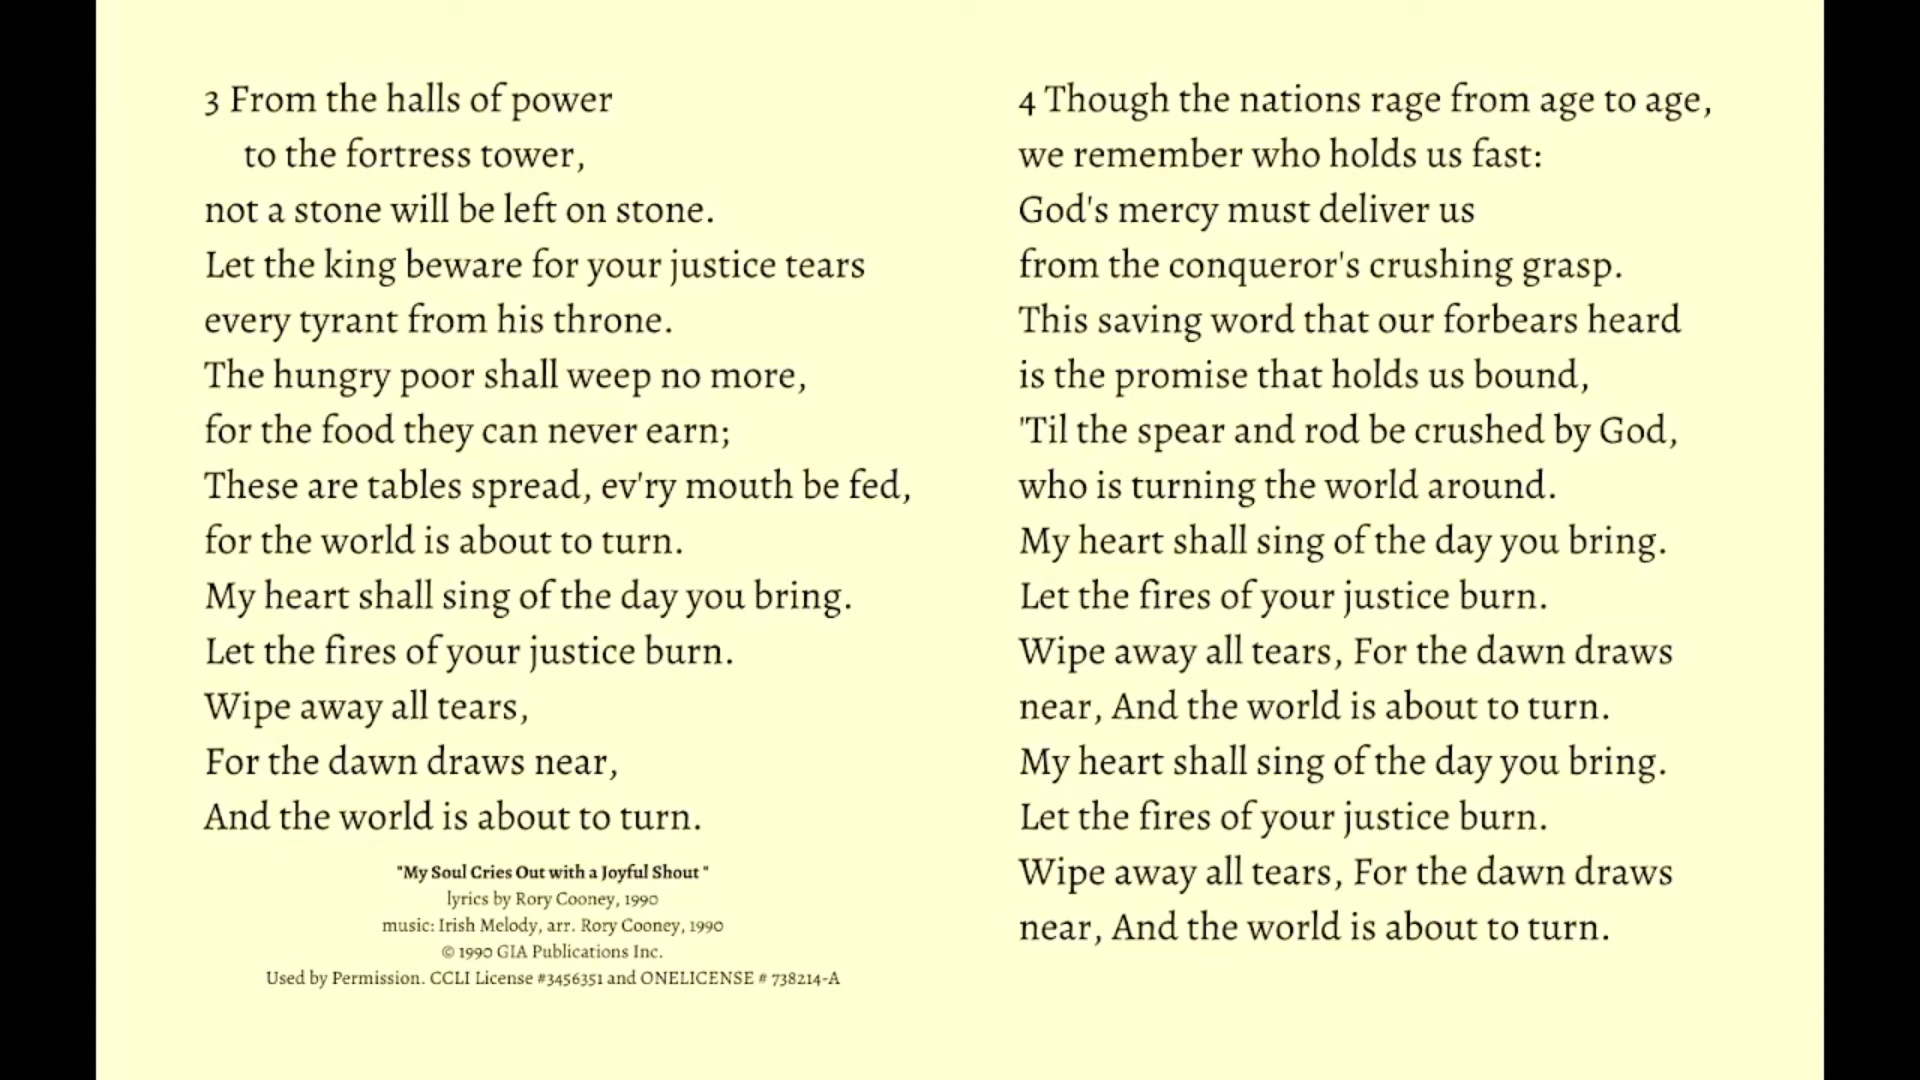 3 From the halls of power
to the fortress tower,
not a stone will be left on stone.
Let the king beware for your justice tears
every tyrant from his throne.
The hungry poor shall weep no more,
for the food they can never earn;
These are tables spread, ev'ry mouth be fed,
for the world is about to turn.
My heart shall sing of the day you bring.
Let the fires of your justice burn.
Wipe away all tears,
For the dawn draws near,
And the world is about to turn.
"My Soul Cries Out with a Joyful Shout "
lyrics by Rory Cooney, 1990
music: Irish Melody, arr. Rory Cooney, 1990
© 1990 GIA Publications Inc.
Used by Permission. CCLI License #3456351 and ONELICENSE # 738214-A
4 Though the nations rage from age to age,
we remember who holds us fast:
God's mercy must deliver us
from the conqueror's crushing grasp.
This saving word that our forbears heard
is the promise that holds us bound,
'Til the spear and rod be crushed by God,
who is turning the world around.
My heart shall sing of the day you bring.
Let the fires of your justice burn.
Wipe away all tears, For the dawn draws
near, And the world is about to turn.
My heart shall sing of the day you bring.
Let the fires of your justice burn.
Wipe away all tears, For the dawn draws
near, And the world is about to turn.